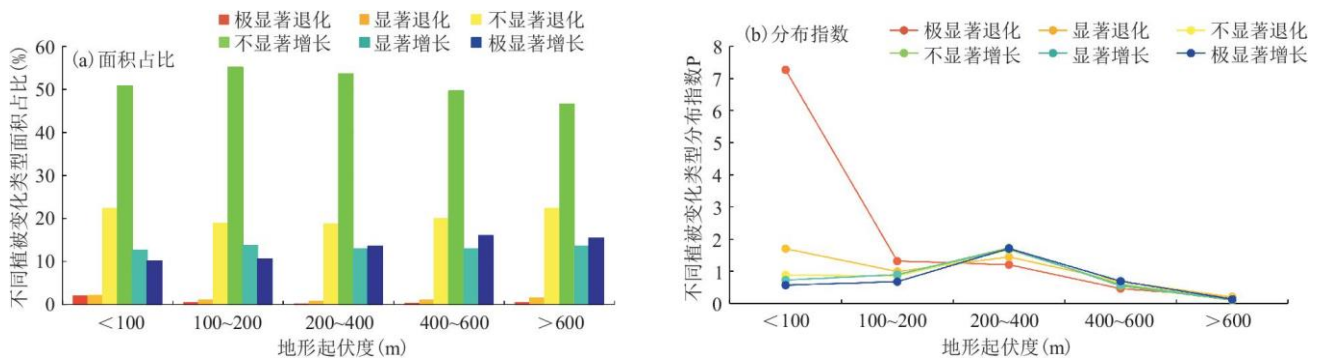 极显著退化 显著退化 不显著退化
不显著增长 显著增长 极显著增长
(a)面积占比
不同植被变化类型面积占比(%)
60
50
40
30
20
10
0
＜100 100~200 200~400 400~600 ＞600
地形起伏度(m)
(b)分布指数
极显著退化 显著退化 不显著退化
不显著增长 显著增长 极显著增长
不同植被变化类型分布指数P
8
7
6
5
4
3
2
1
0
＜100 100~200 200~400 400~600 ＞600
地形起伏度(m)